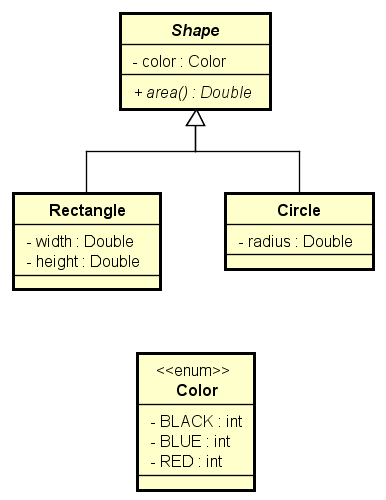 Shape
- color : Color
+ area() : Double
Rectangle
- width : Double
- height : Double
Circle
- radius : Double
<<enum>>
Color
- BLACK : int
- BLUE : int
- RED : int